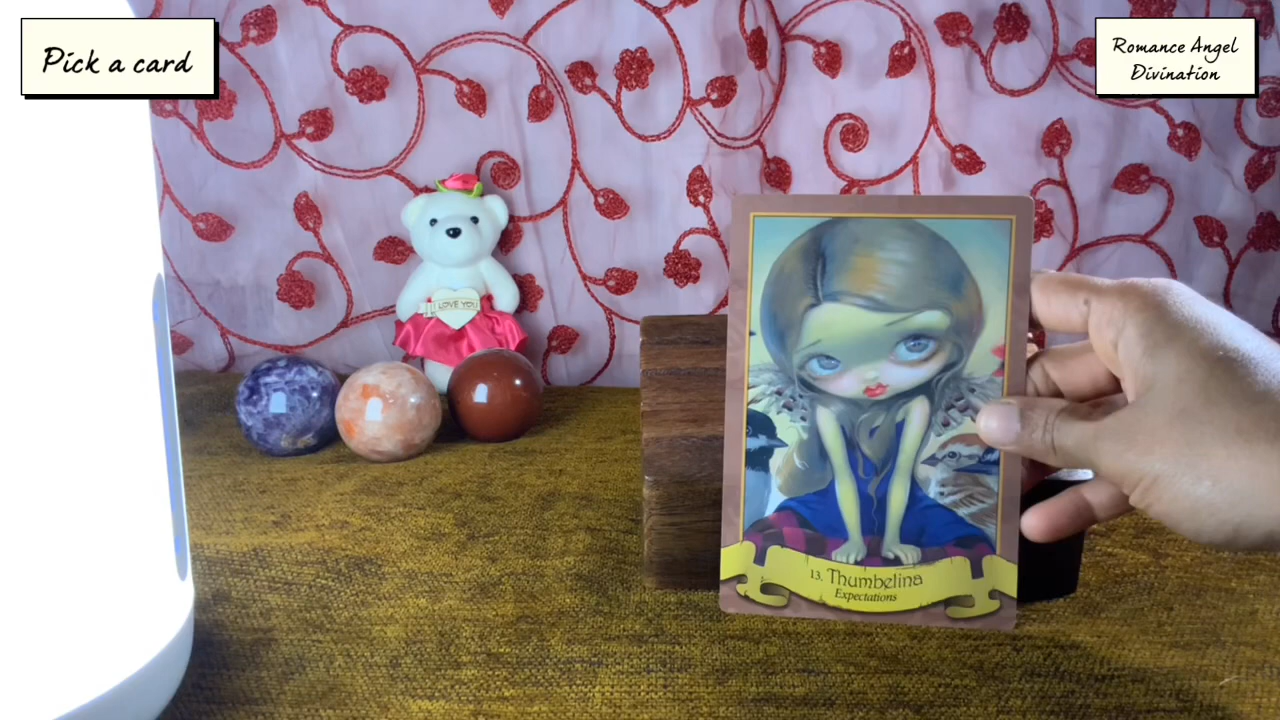 Pick a card
Romance Angel
Divination
LOVE YOU
13. Thumbelina
Expectations